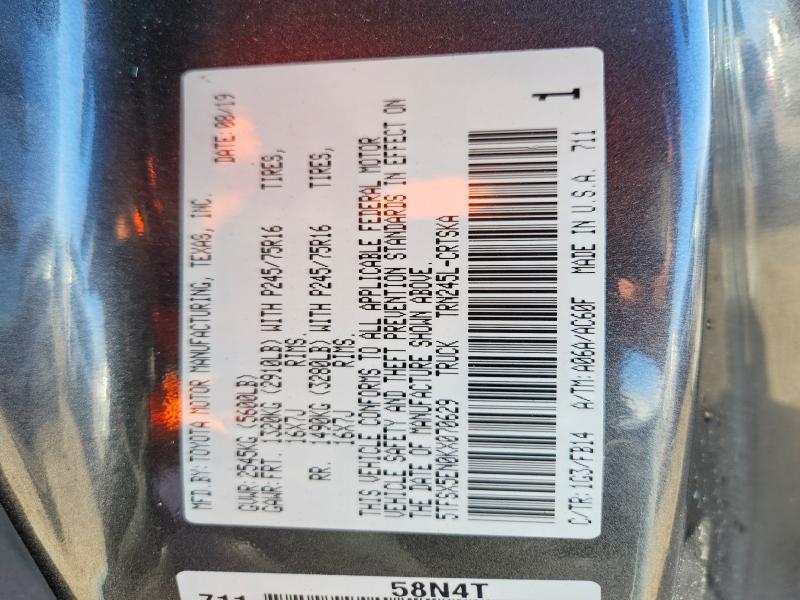 MFD.BY: TOYOTA MOTOR MANUFACTURING, TEXAS, INC. DATE:08/19
GVWR: 2545KG (5600LB)
GAWR: FRT. 1320KG (2910LB) WITH P245/75R16 TIRES,
16X7J RIMS.
RR. 1490KG (3280LB) WITH P245/75R16 TIRES,
16X7J RIMS.
THIS VEHICLE CONFORMS TO ALL APPLICABLE FEDERAL MOTOR
VEHICLE SAFETY AND THEFT PREVENTION STANDARDS IN EFFECT ON
THE DATE OF MANUFACTURE SHOWN ABOVE.
5TFSX5EN0KX070629 TRUCK TRN245L-CRTSKA
C/TR: 1G3/FB14 A/TM: A06A/AC60F MADE IN U.S.A. 711
1
58N4T
711